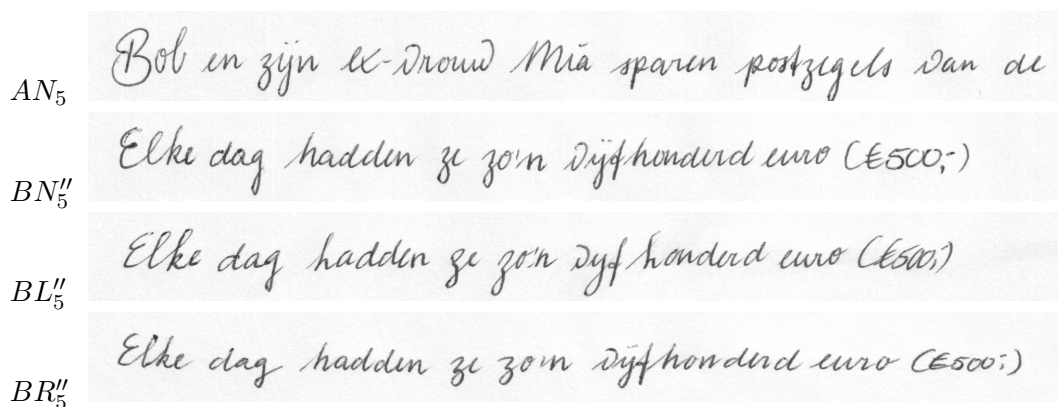 AN5 Bob en zijn ex-vrouw Mia sparen postzegels van de
BN''5 Elke dag hadden ze zo'n vijfhonderd euro (€500,-)
BL''5 Elke dag hadden ze zo'n vijfhonderd euro (€500,-)
BR''5 Elke dag hadden ze zo'n vijfhonderd euro (€500,-)